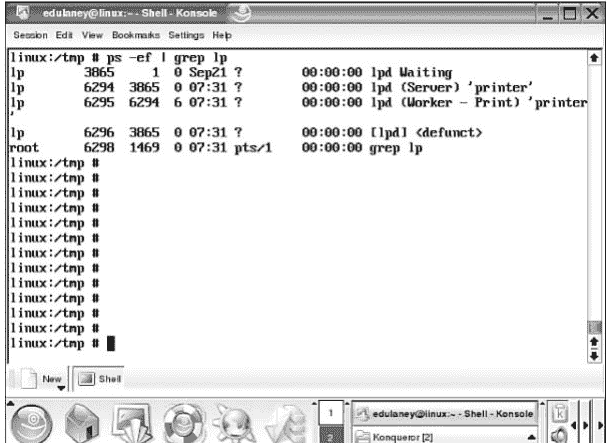 edulaney@linux:~ - Shell - Konsole
Session Edit View Bookmarks Settings Help
linux:/tmp # ps -ef | grep lp
lp 3865 1 0 Sep21 ? 00:00:00 lpd Waiting
lp 6294 3865 0 07:31 ? 00:00:00 lpd (Server) 'printer'
lp 6295 6294 6 07:31 ? 00:00:00 lpd (Worker - Print) 'printer
'
lp 6296 3865 0 07:31 ? 00:00:00 [lpd] <defunct>
root 6298 1469 0 07:31 pts/1 00:00:00 grep lp
linux:/tmp #
linux:/tmp #
linux:/tmp #
linux:/tmp #
linux:/tmp #
linux:/tmp #
linux:/tmp #
linux:/tmp #
linux:/tmp #
linux:/tmp #
linux:/tmp #
linux:/tmp #
linux:/tmp #
New Shell
1 edulaney@linux:~ - Shell - Konsole
2 Konqueror [2]